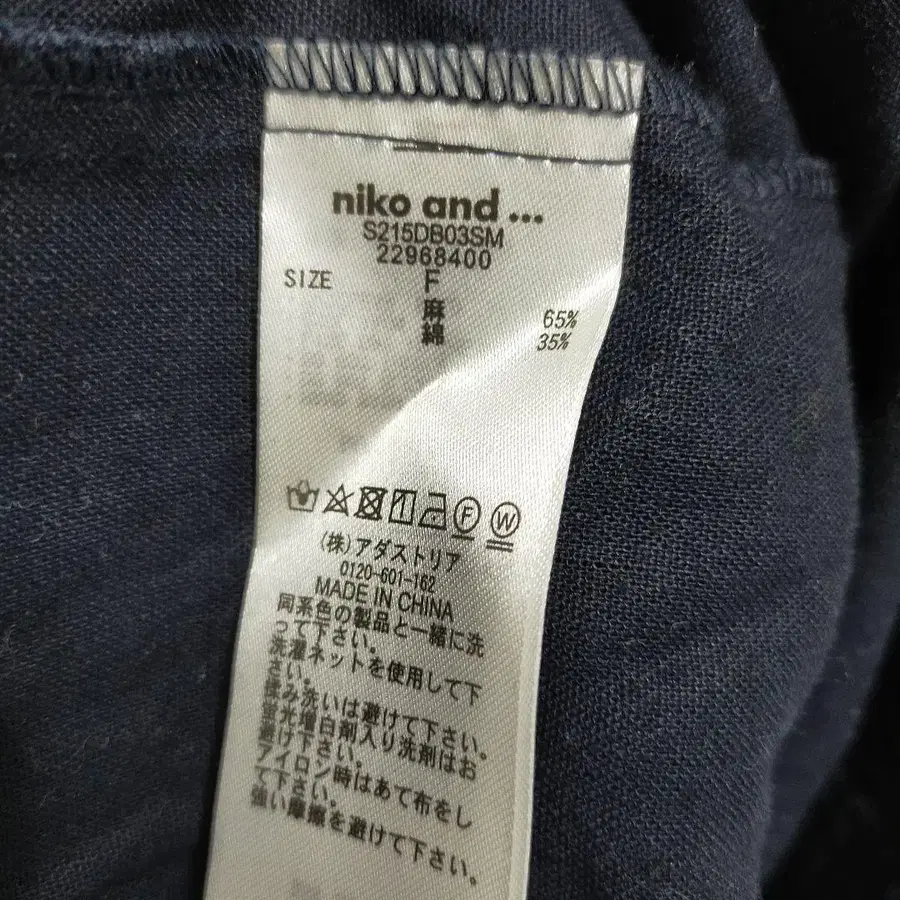 niko and ...
S215DB03SM
22968400
SIZE F
麻 65%
綿 35%
F W
(株)アダストリア
0120-601-162
MADE IN CHINA
同系色の製品と一緒に洗
って下さい。
洗濯ネットを使用して下
さい。
揉み洗いは避けて下さい。
蛍光増白剤入り洗剤はお
避け下さい。
アイロン時はあて布をし
て下さい。
強い摩擦を避けて下さい。